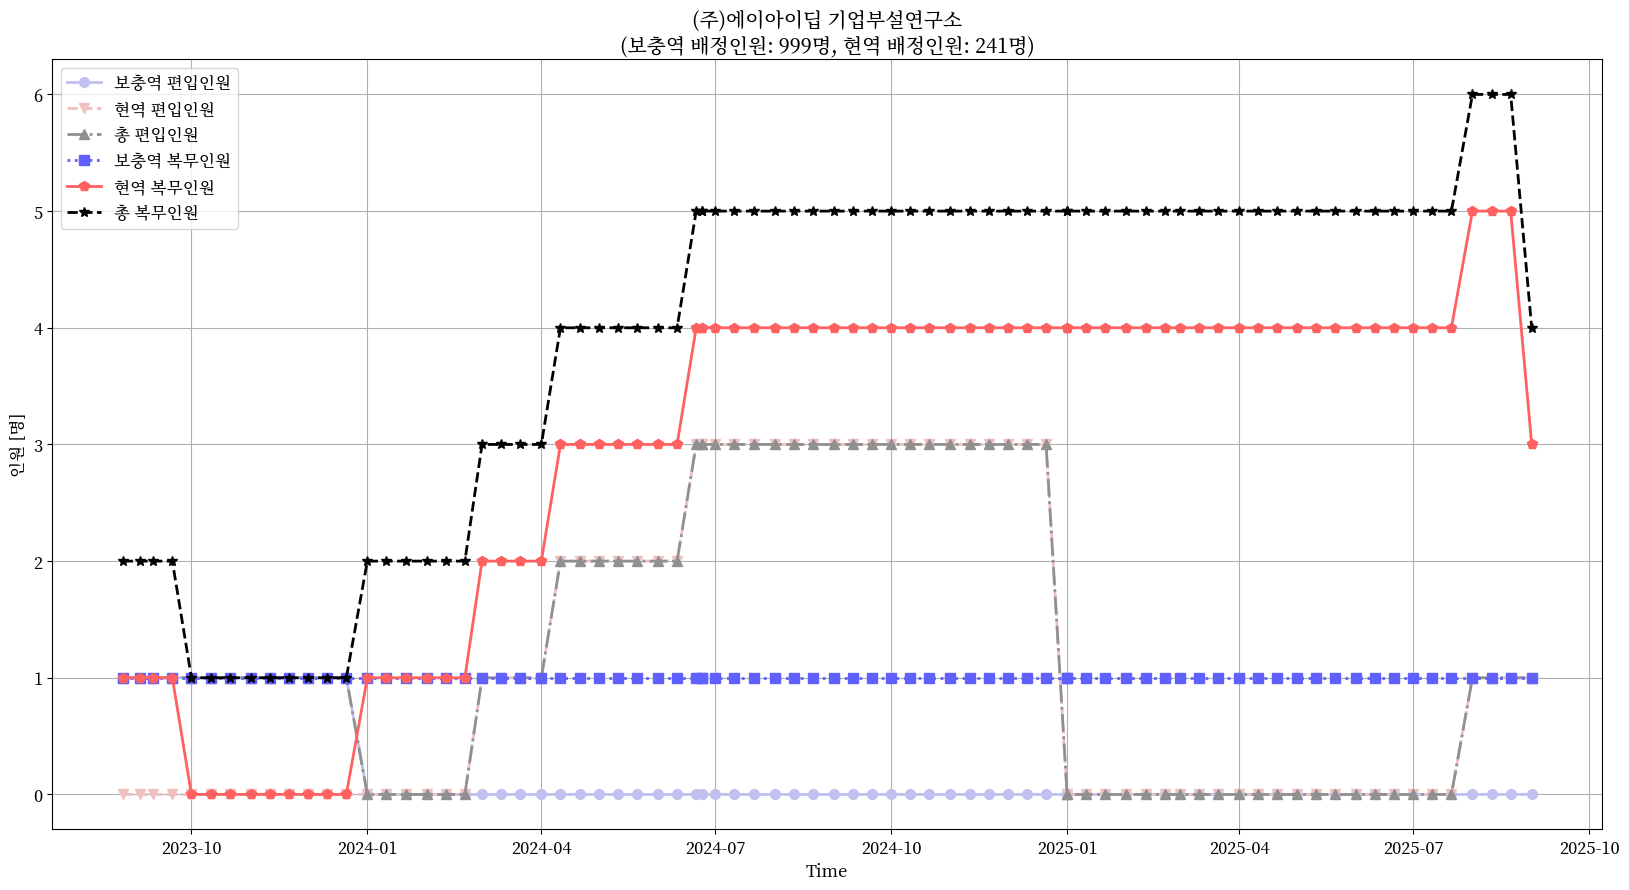 (주)에이아이딥 기업부설연구소
(보충역 배정인원: 999명, 현역 배정인원: 241명)
보충역 편입인원
현역 편입인원
총 편입인원
보충역 복무인원
현역 복무인원
총 복무인원
인원 [명]
6
5
4
3
2
1
0
2023-10
2024-01
2024-04
2024-07
2024-10
2025-01
2025-04
2025-07
2025-10
Time